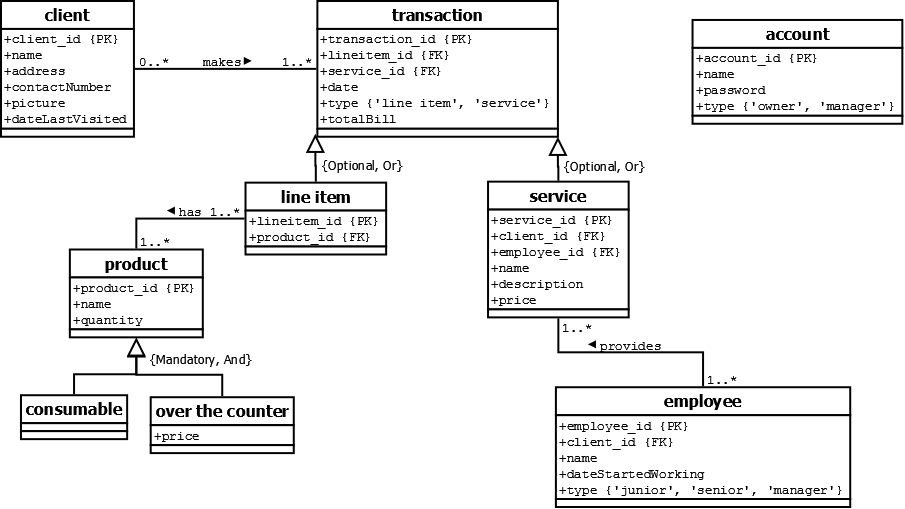 client
+client_id {PK}
+name
+address
+contactNumber
+picture
+dateLastVisited
0..*
makes ►
1..*
transaction
+transaction_id {PK}
+lineitem_id {FK}
+service_id {FK}
+date
+type {'line item', 'service'}
+totalBill
account
+account_id {PK}
+name
+password
+type {'owner', 'manager'}
{Optional, Or}
{Optional, Or}
line item
+lineitem_id {PK}
+product_id {FK}
◄ has 1..*
1..*
service
+service_id {PK}
+client_id {FK}
+employee_id {FK}
+name
+description
+price
product
+product_id {PK}
+name
+quantity
{Mandatory, And}
1..*
◄ provides
1..*
consumable
over the counter
+price
employee
+employee_id {PK}
+client_id {FK}
+name
+dateStartedWorking
+type {'junior', 'senior', 'manager'}